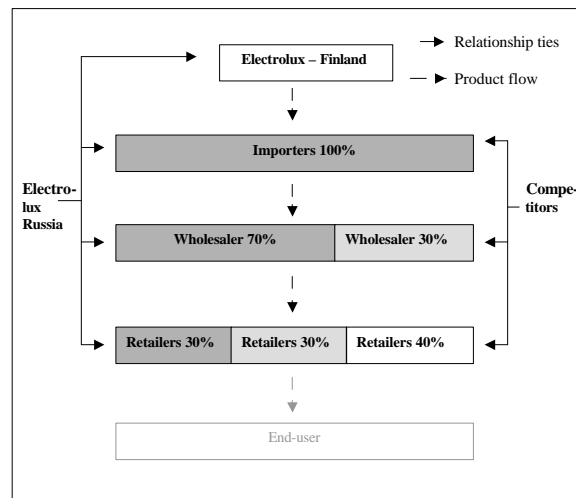 Electrolux – Finland
Relationship ties
Product flow
Importers 100%
Electro-
lux
Russia
Compe-
titors
Wholesaler 70%
Wholesaler 30%
Retailers 30%
Retailers 30%
Retailers 40%
End-user